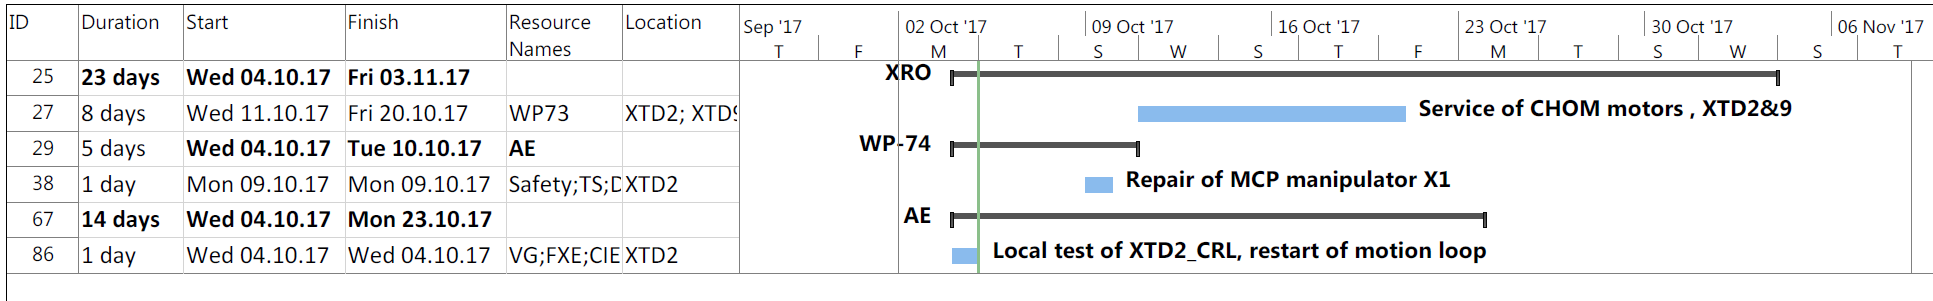 ID Duration Start Finish Resource Names Location
Sep '17 02 Oct '17 09 Oct '17 16 Oct '17 23 Oct '17 30 Oct '17 06 Nov '17
T F M T S W S T F M T S W S T
25 23 days Wed 04.10.17 Fri 03.11.17 XRO
27 8 days Wed 11.10.17 Fri 20.10.17 WP73 XTD2; XTD9 Service of CHOM motors , XTD2&9
29 5 days Wed 04.10.17 Tue 10.10.17 AE WP-74
38 1 day Mon 09.10.17 Mon 09.10.17 Safety;TS;D XTD2 Repair of MCP manipulator X1
67 14 days Wed 04.10.17 Mon 23.10.17 AE
86 1 day Wed 04.10.17 Wed 04.10.17 VG;FXE;CIE XTD2 Local test of XTD2_CRL, restart of motion loop